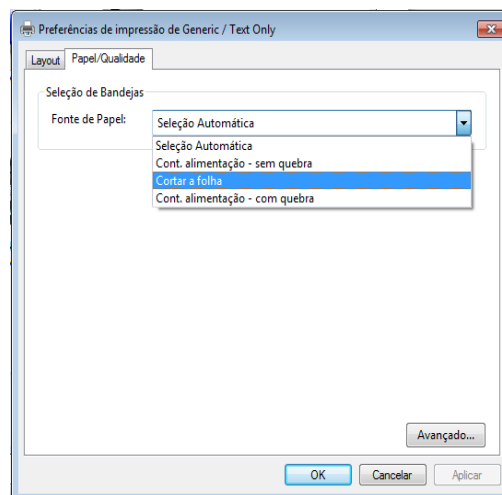 Preferências de impressão de Generic / Text Only
Layout Papel/Qualidade
Seleção de Bandejas
Fonte de Papel: Seleção Automática
Seleção Automática
Cont. alimentação - sem quebra
Cortar a folha
Cont. alimentação - com quebra
Avançado...
OK Cancelar Aplicar